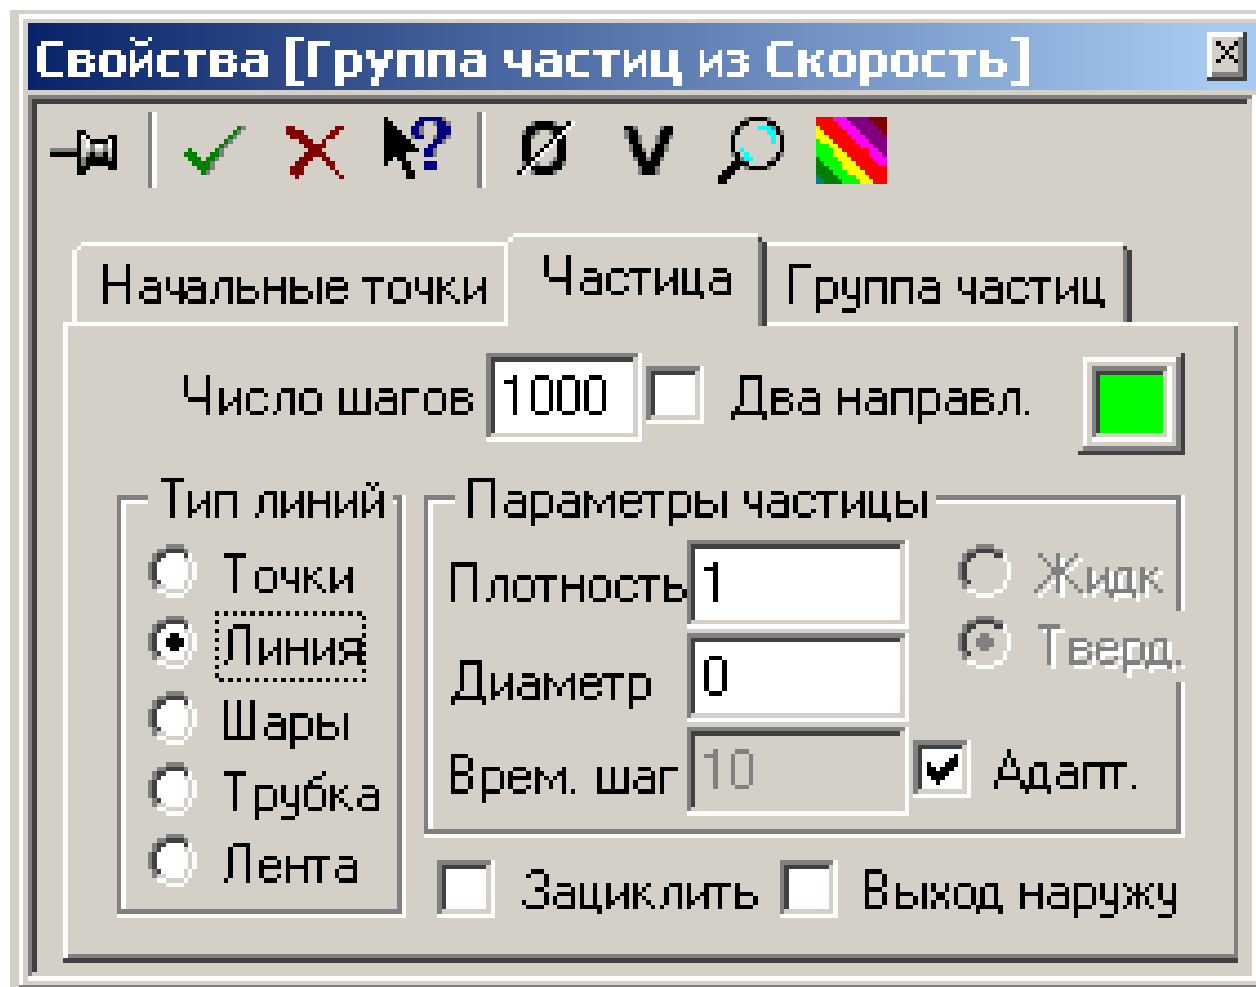 Свойства [Группа частиц из Скорость]
Начальные точки Частица Группа частиц
Число шагов 1000 Два направл.
Тип линий Параметры частицы
Точки
Линия
Шары
Трубка
Лента
Плотность 1 Жидк
Тверд.
Диаметр 0
Врем. шаг 10 Адапт.
Зациклить Выход наружу